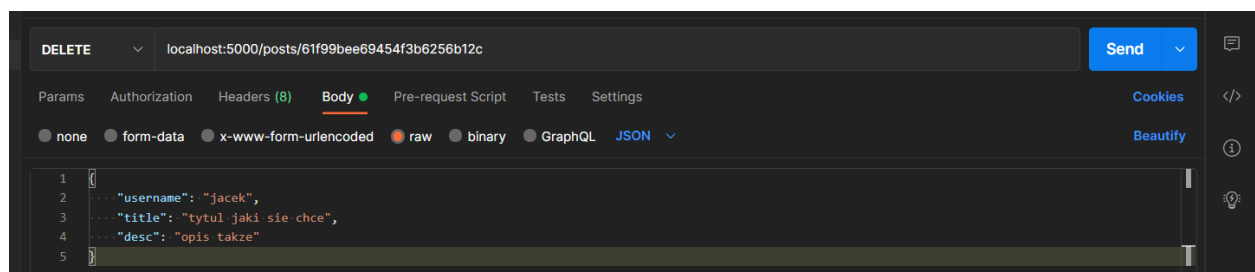 DELETE localhost:5000/posts/61f99bee69454f3b6256b12c Send
Params Authorization Headers (8) Body Pre-request Script Tests Settings Cookies
none form-data x-www-form-urlencoded raw binary GraphQL JSON Beautify
1 {
2 ····"username":·"jacek",
3 ····"title":·"tytul·jaki·sie·chce",
4 ····"desc":·"opis·takze"
5 }